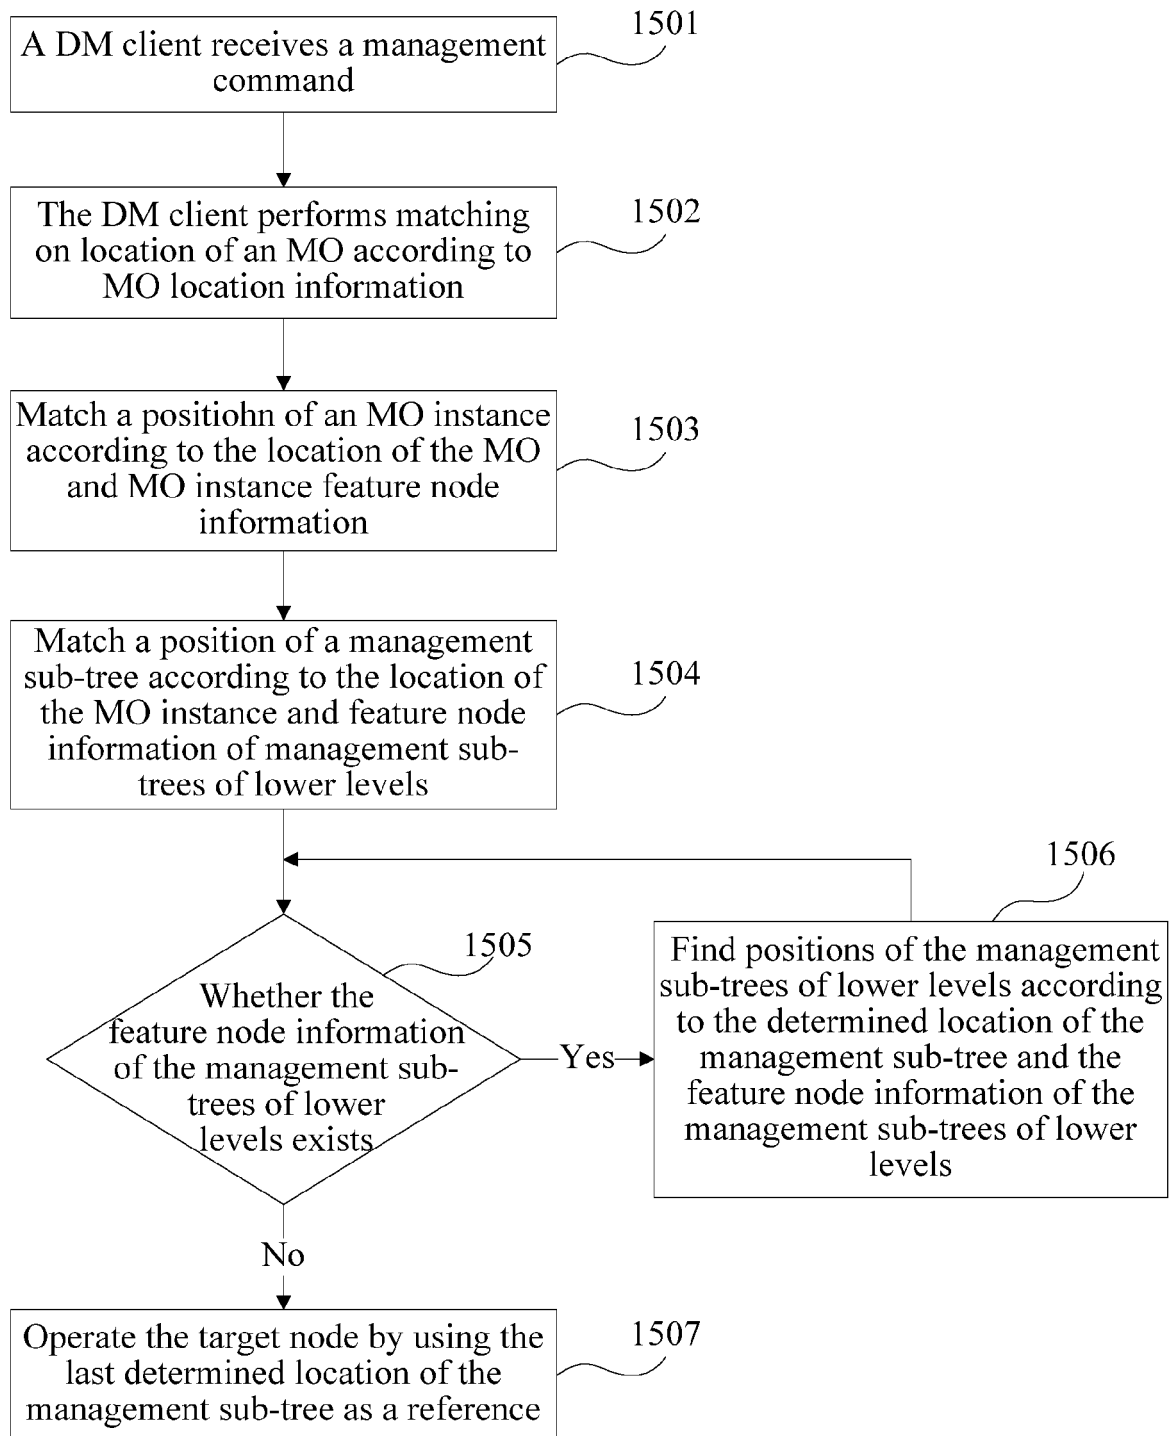 1501
A DM client receives a management
command
1502
The DM client performs matching
on location of an MO according to
MO location information
1503
Match a positiohn of an MO instance
according to the location of the MO
and MO instance feature node
information
1504
Match a position of a management
sub-tree according to the location of
the MO instance and feature node
information of management sub-
trees of lower levels
1505
Whether the
feature node information
of the management sub-
trees of lower
levels exists
Yes
1506
Find positions of the management
sub-trees of lower levels according
to the determined location of the
management sub-tree and the
feature node information of the
management sub-trees of lower
levels
No
1507
Operate the target node by using the
last determined location of the
management sub-tree as a reference